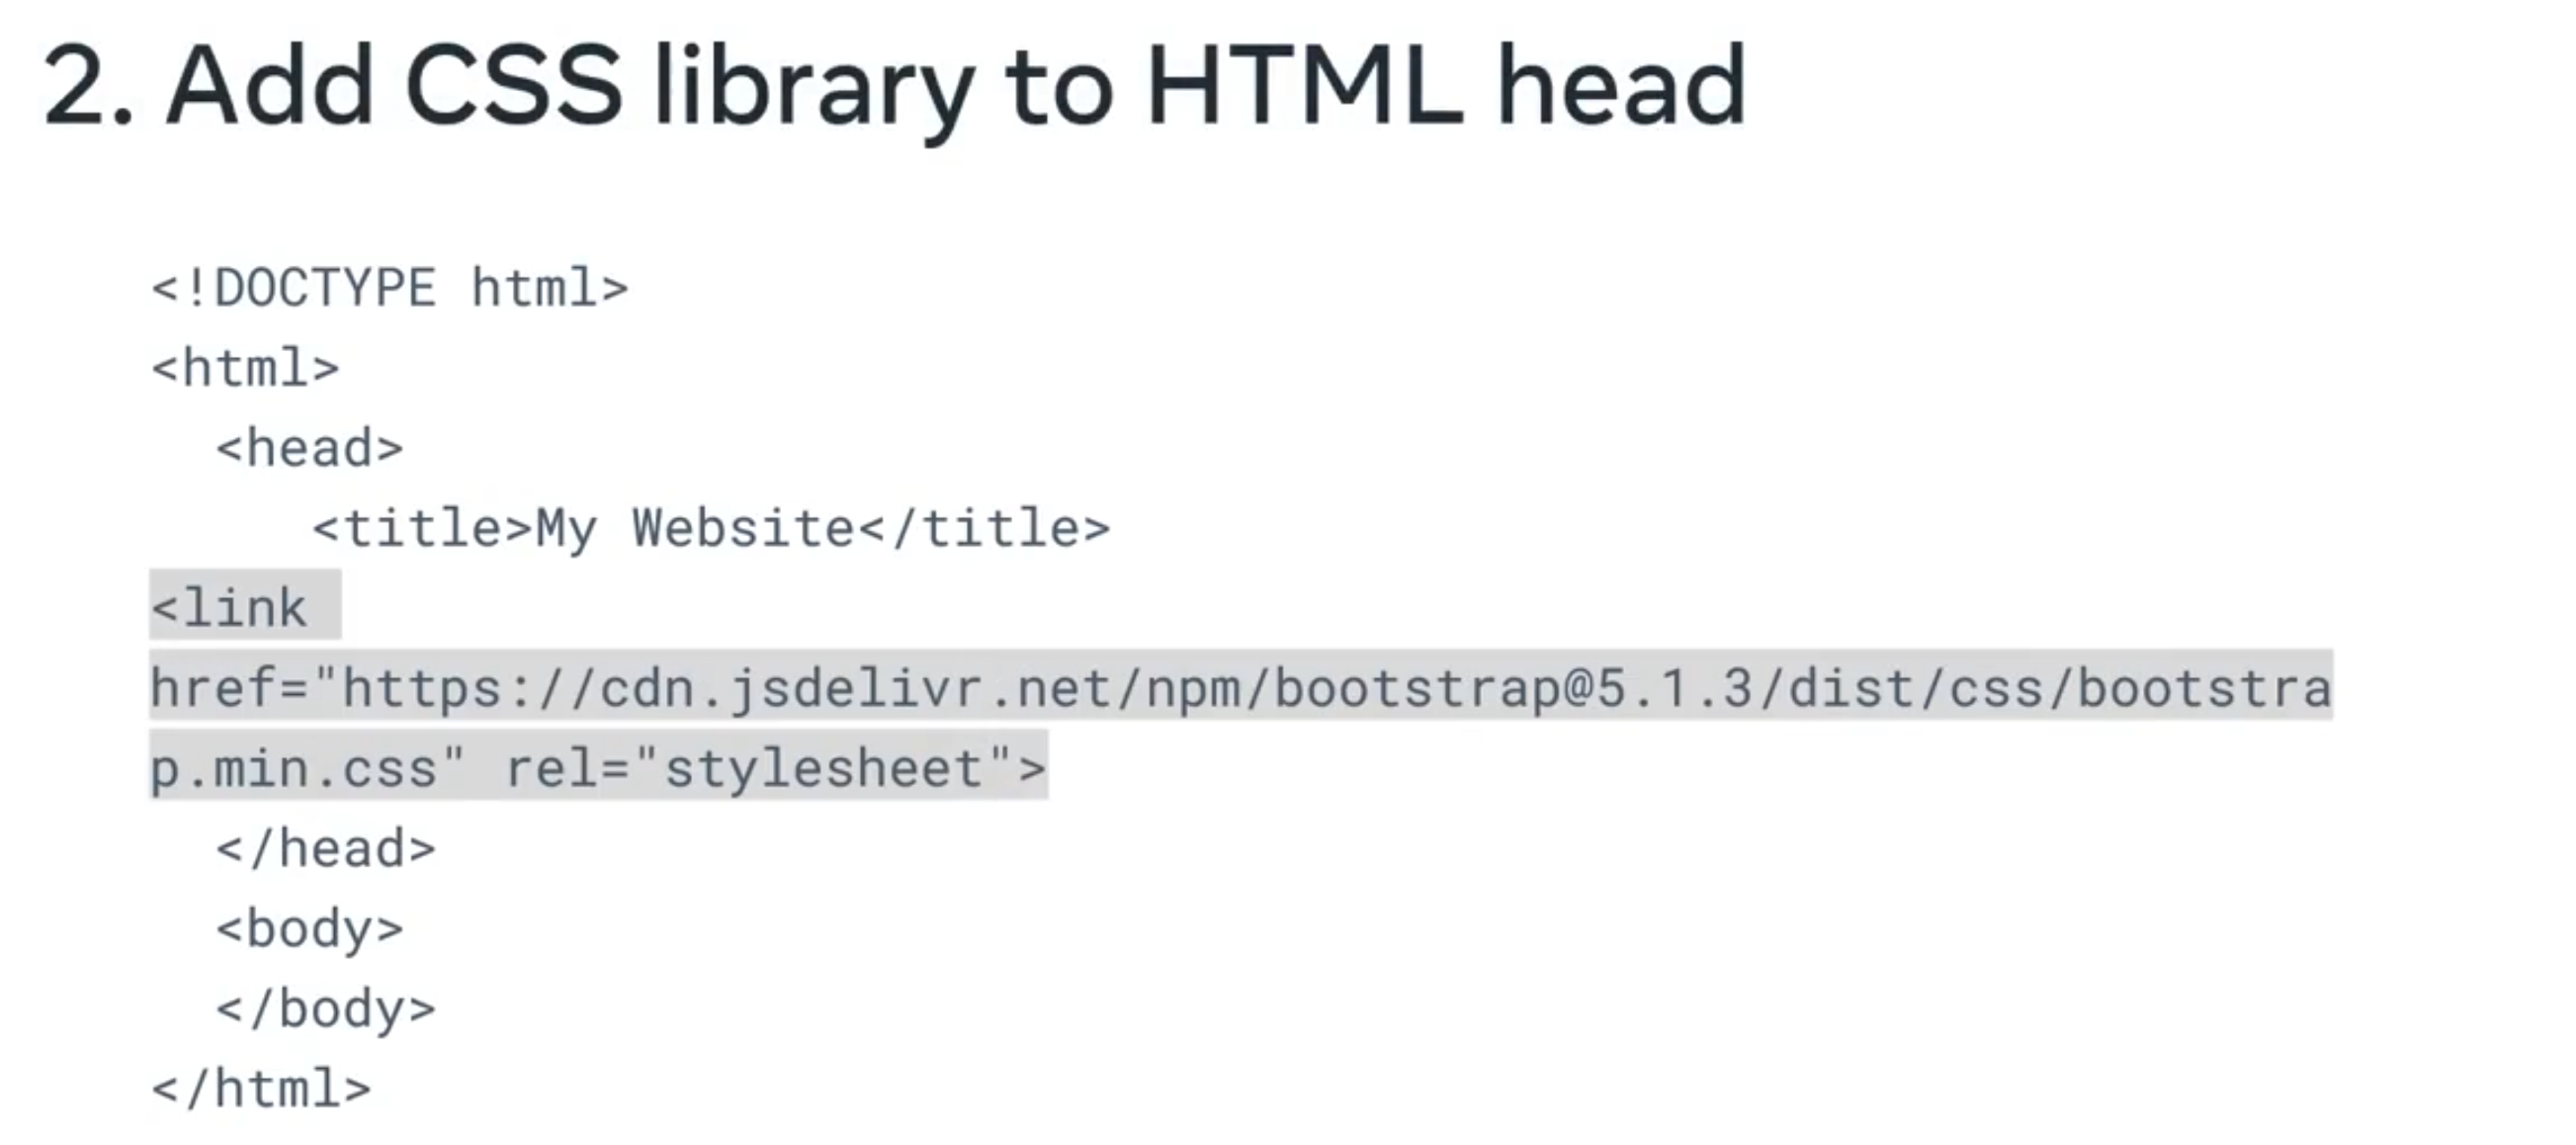 2. Add CSS library to HTML head
<!DOCTYPE html>
<html>
<head>
<title>My Website</title>
<link
href="https://cdn.jsdelivr.net/npm/bootstrap@5.1.3/dist/css/bootstra
p.min.css" rel="stylesheet">
</head>
<body>
</body>
</html>